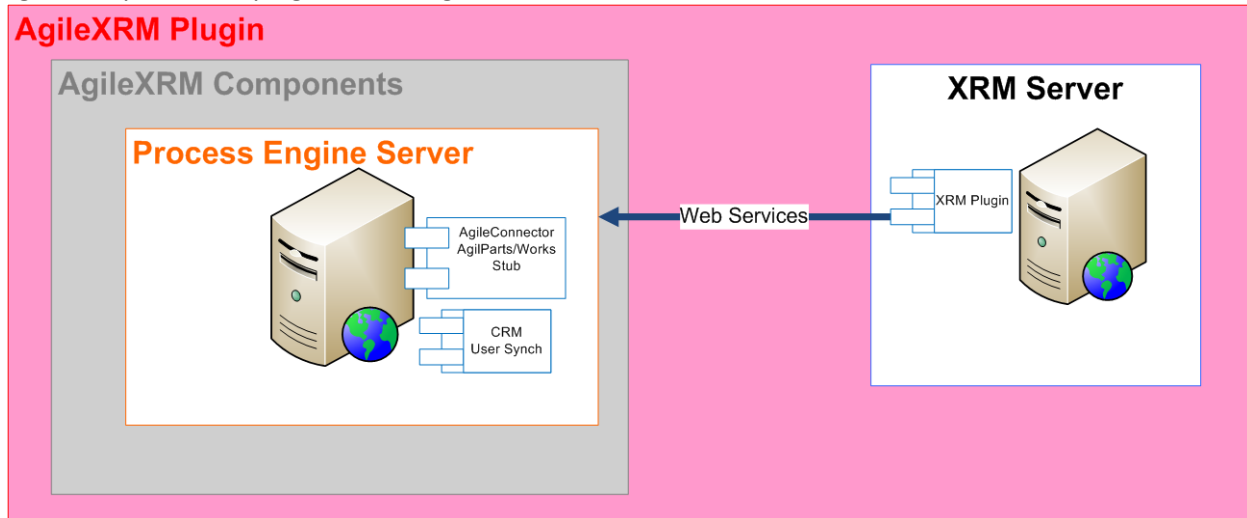 AgileXRM Plugin
AgileXRM Components
XRM Server
Process Engine Server
XRM Plugin
Web Services
AgileConnector
AgilParts/Works
Stub
CRM
User Synch